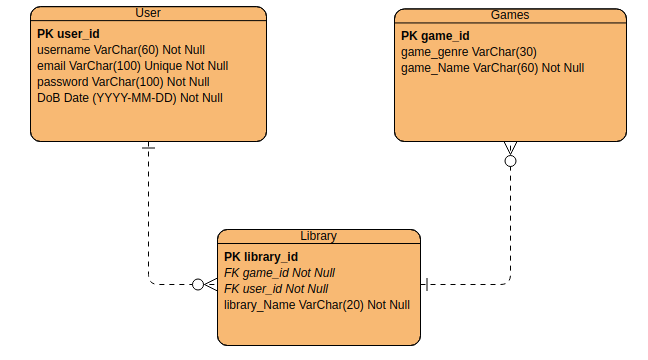 User
PK user_id
username VarChar(60) Not Null
email VarChar(100) Unique Not Null
password VarChar(100) Not Null
DoB Date (YYYY-MM-DD) Not Null
Games
PK game_id
game_genre VarChar(30)
game_Name VarChar(60) Not Null
Library
PK library_id
FK game_id Not Null
FK user_id Not Null
library_Name VarChar(20) Not Null